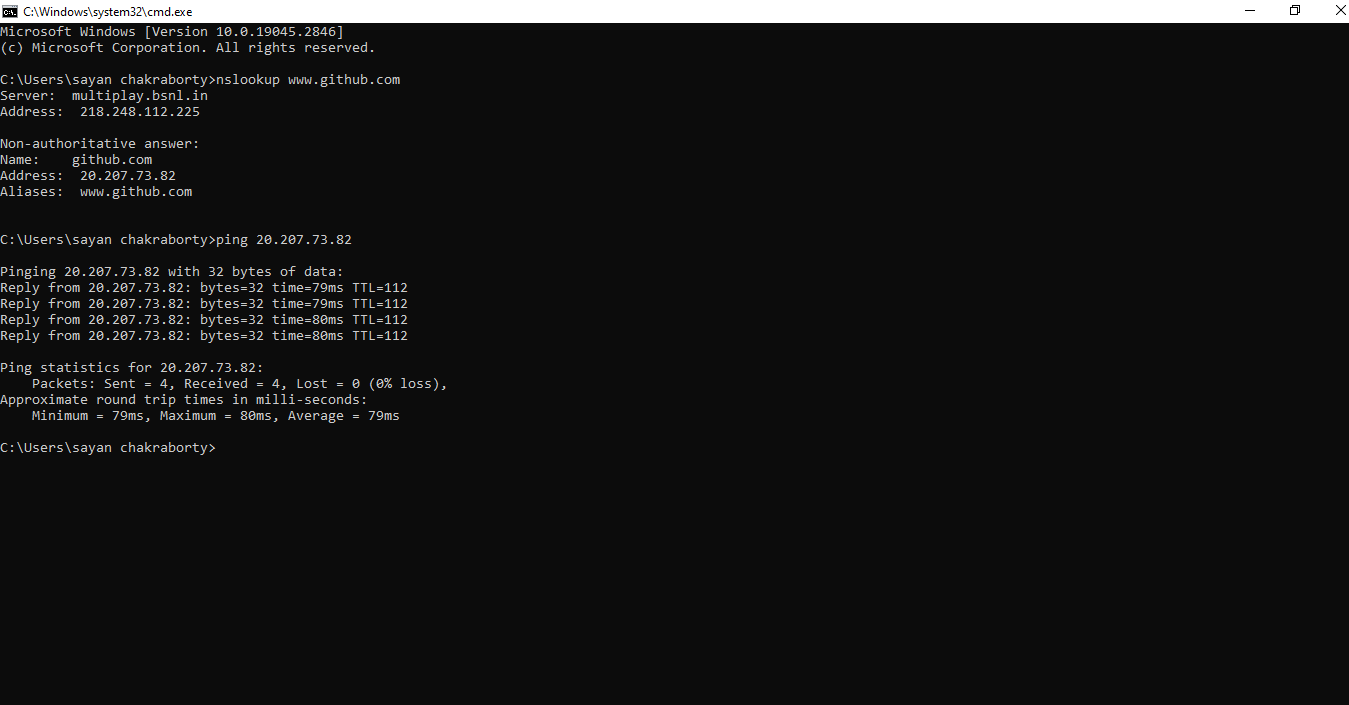 C:\Windows\system32\cmd.exe
Microsoft Windows [Version 10.0.19045.2846]
(c) Microsoft Corporation. All rights reserved.
C:\Users\sayan chakraborty>nslookup www.github.com
Server:  multiplay.bsnl.in
Address:  218.248.112.225
Non-authoritative answer:
Name:    github.com
Address:  20.207.73.82
Aliases:  www.github.com
C:\Users\sayan chakraborty>ping 20.207.73.82
Pinging 20.207.73.82 with 32 bytes of data:
Reply from 20.207.73.82: bytes=32 time=79ms TTL=112
Reply from 20.207.73.82: bytes=32 time=79ms TTL=112
Reply from 20.207.73.82: bytes=32 time=80ms TTL=112
Reply from 20.207.73.82: bytes=32 time=80ms TTL=112
Ping statistics for 20.207.73.82:
    Packets: Sent = 4, Received = 4, Lost = 0 (0% loss),
Approximate round trip times in milli-seconds:
    Minimum = 79ms, Maximum = 80ms, Average = 79ms
C:\Users\sayan chakraborty>